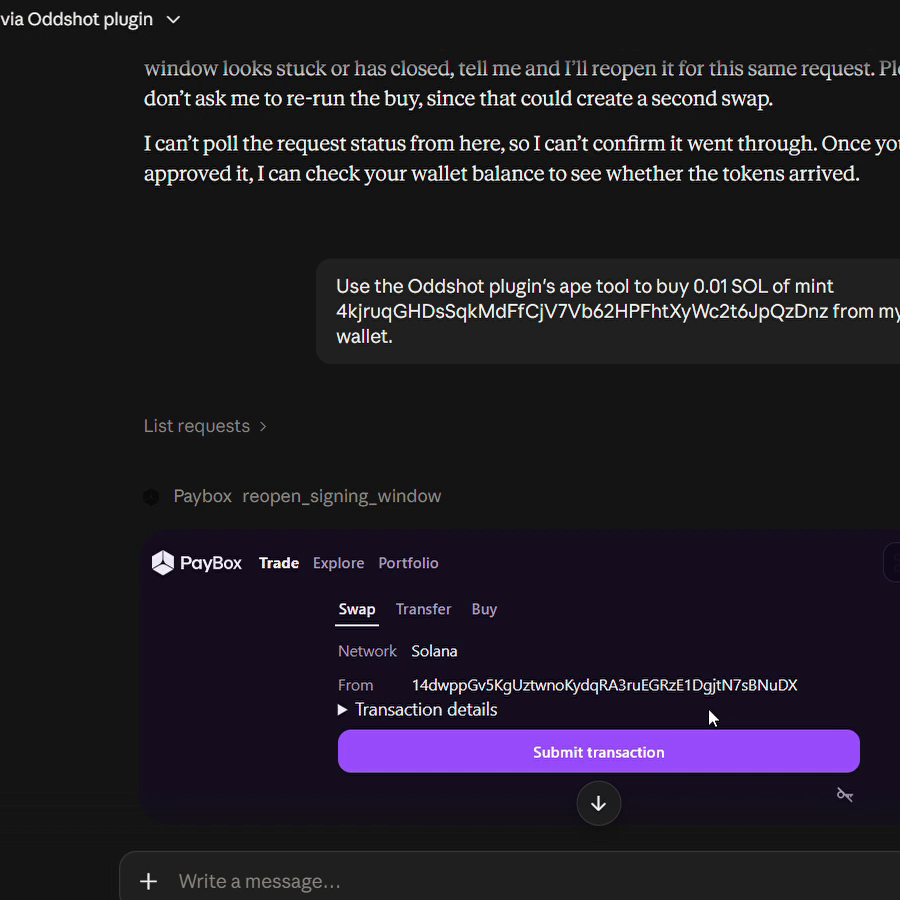 via Oddshot plugin
window looks stuck or has closed, tell me and I'll reopen it for this same request.
don't ask me to re-run the buy, since that could create a second swap.
I can't poll the request status from here, so I can't confirm it went through. Once
approved it, I can check your wallet balance to see whether the tokens arrived.
Use the Oddshot plugin's ape tool to buy 0.01 SOL of mint
4kjruqGHDsSqkMdFfCjV7Vb62HPFhtXyWc2t6JpQzDnz from my
wallet.
List requests
Paybox reopen_signing_window
PayBox Trade Explore Portfolio
Swap Transfer Buy
Network Solana
From 14dwppGv5KgUztwnoKydqRA3ruEGRzE1DgjtN7sBNuDX
Transaction details
Submit transaction
Write a message...